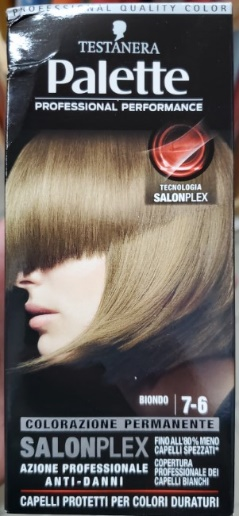 PROFESSIONAL QUALITY COLOR
TESTANERA
Palette
PROFESSIONAL PERFORMANCE
TECNOLOGIA
SALONPLEX
BIONDO 7-6
COLORAZIONE PERMANENTE
SALONPLEX
AZIONE PROFESSIONALE
ANTI-DANNI
FINO ALL'80% MENO
CAPELLI SPEZZATI*
COPERTURA
PROFESSIONALE DEI
CAPELLI BIANCHI
CAPELLI PROTETTI PER COLORI DURATURI